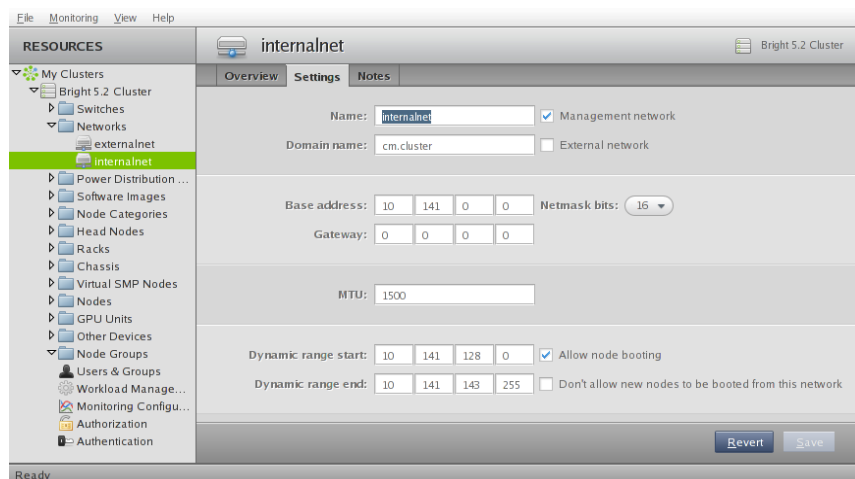 File Monitoring View Help
RESOURCES
My Clusters
Bright 5.2 Cluster
Switches
Networks
externalnet
internalnet
Power Distribution ...
Software Images
Node Categories
Head Nodes
Racks
Chassis
Virtual SMP Nodes
Nodes
GPU Units
Other Devices
Node Groups
Users & Groups
Workload Manage...
Monitoring Configu...
Authorization
Authentication
internalnet Bright 5.2 Cluster
Overview Settings Notes
Name: internalnet Management network
Domain name: cm.cluster External network
Base address: 10 141 0 0 Netmask bits: 16
Gateway: 0 0 0 0
MTU: 1500
Dynamic range start: 10 141 128 0 Allow node booting
Dynamic range end: 10 141 143 255 Don't allow new nodes to be booted from this network
Revert Save
Ready